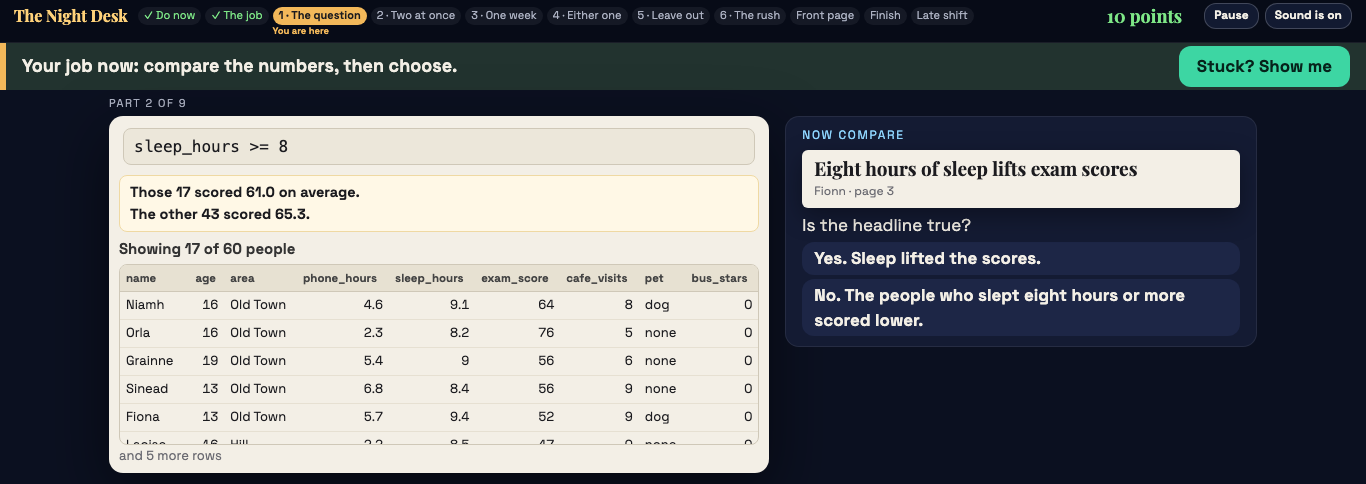 The Night Desk ✓ Do now ✓ The job 1 · The question 2 · Two at once 3 · One week 4 · Either one 5 · Leave out 6 · The rush Front page Finish Late shift 10 points Pause Sound is on
You are here
Your job now: compare the numbers, then choose. Stuck? Show me
PART 2 OF 9
sleep_hours >= 8
Those 17 scored 61.0 on average.
The other 43 scored 65.3.
Showing 17 of 60 people
name age area phone_hours sleep_hours exam_score cafe_visits pet bus_stars
Niamh 16 Old Town 4.6 9.1 64 8 dog 0
Orla 16 Old Town 2.3 8.2 76 5 none 0
Grainne 19 Old Town 5.4 9 56 6 none 0
Sinead 13 Old Town 6.8 8.4 56 9 none 0
Fiona 13 Old Town 5.7 9.4 52 9 dog 0
and 5 more rows
NOW COMPARE
Eight hours of sleep lifts exam scores
Fionn · page 3
Is the headline true?
Yes. Sleep lifted the scores.
No. The people who slept eight hours or more
scored lower.